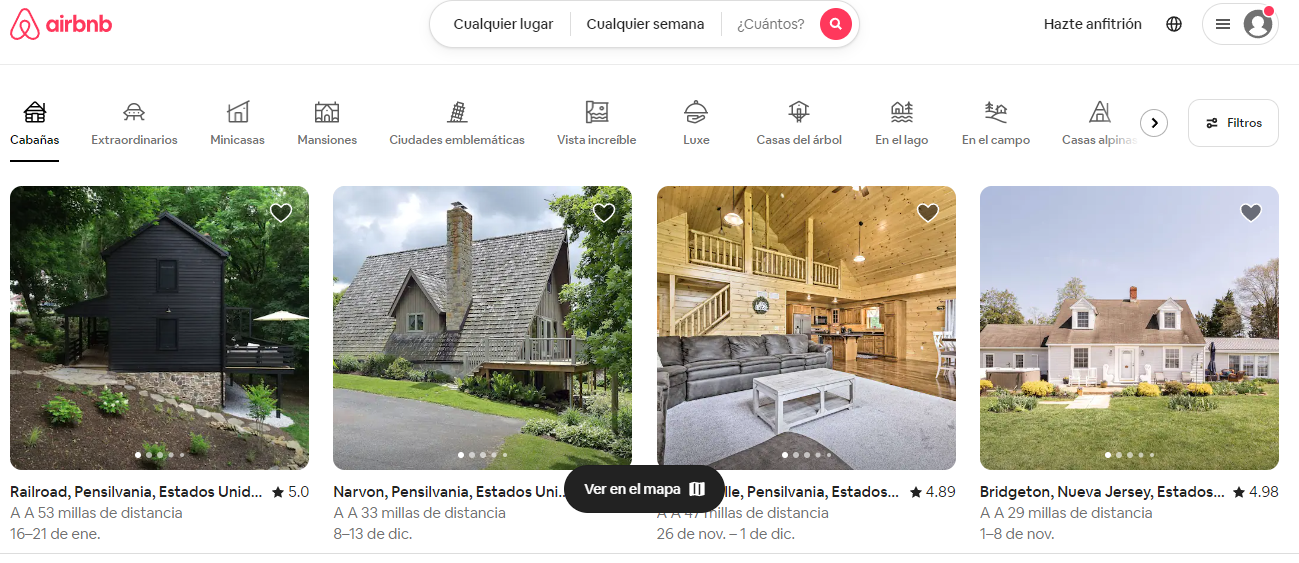 airbnb
Cualquier lugar
Cualquier semana
¿Cuántos?
Hazte anfitrión
Cabañas
Extraordinarios
Minicasas
Mansiones
Ciudades emblemáticas
Vista increíble
Luxe
Casas del árbol
En el lago
En el campo
Casas alpinas
Filtros
Railroad, Pensilvania, Estados Unid... 5.0
A A 53 millas de distancia
16–21 de ene.
Narvon, Pensilvania, Estados Uni...
A A 33 millas de distancia
8–13 de dic.
Ver en el mapa
lle, Pensilvania, Estados... 4.89
A A 47 millas de distancia
26 de nov. – 1 de dic.
Bridgeton, Nueva Jersey, Estados... 4.98
A A 29 millas de distancia
1–8 de nov.